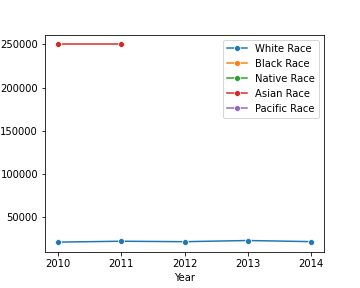 250000
200000
150000
100000
50000
2010 2011 2012 2013 2014
Year
White Race
Black Race
Native Race
Asian Race
Pacific Race